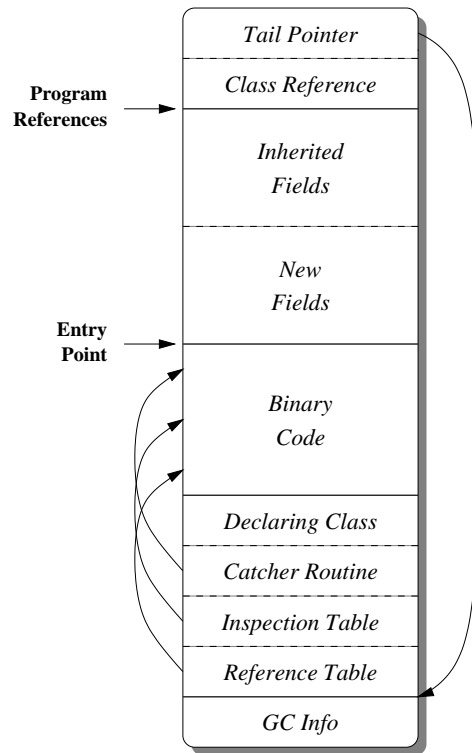 Tail Pointer
Class Reference
Program
References
Inherited
Fields
New
Fields
Entry
Point
Binary
Code
Declaring Class
Catcher Routine
Inspection Table
Reference Table
GC Info